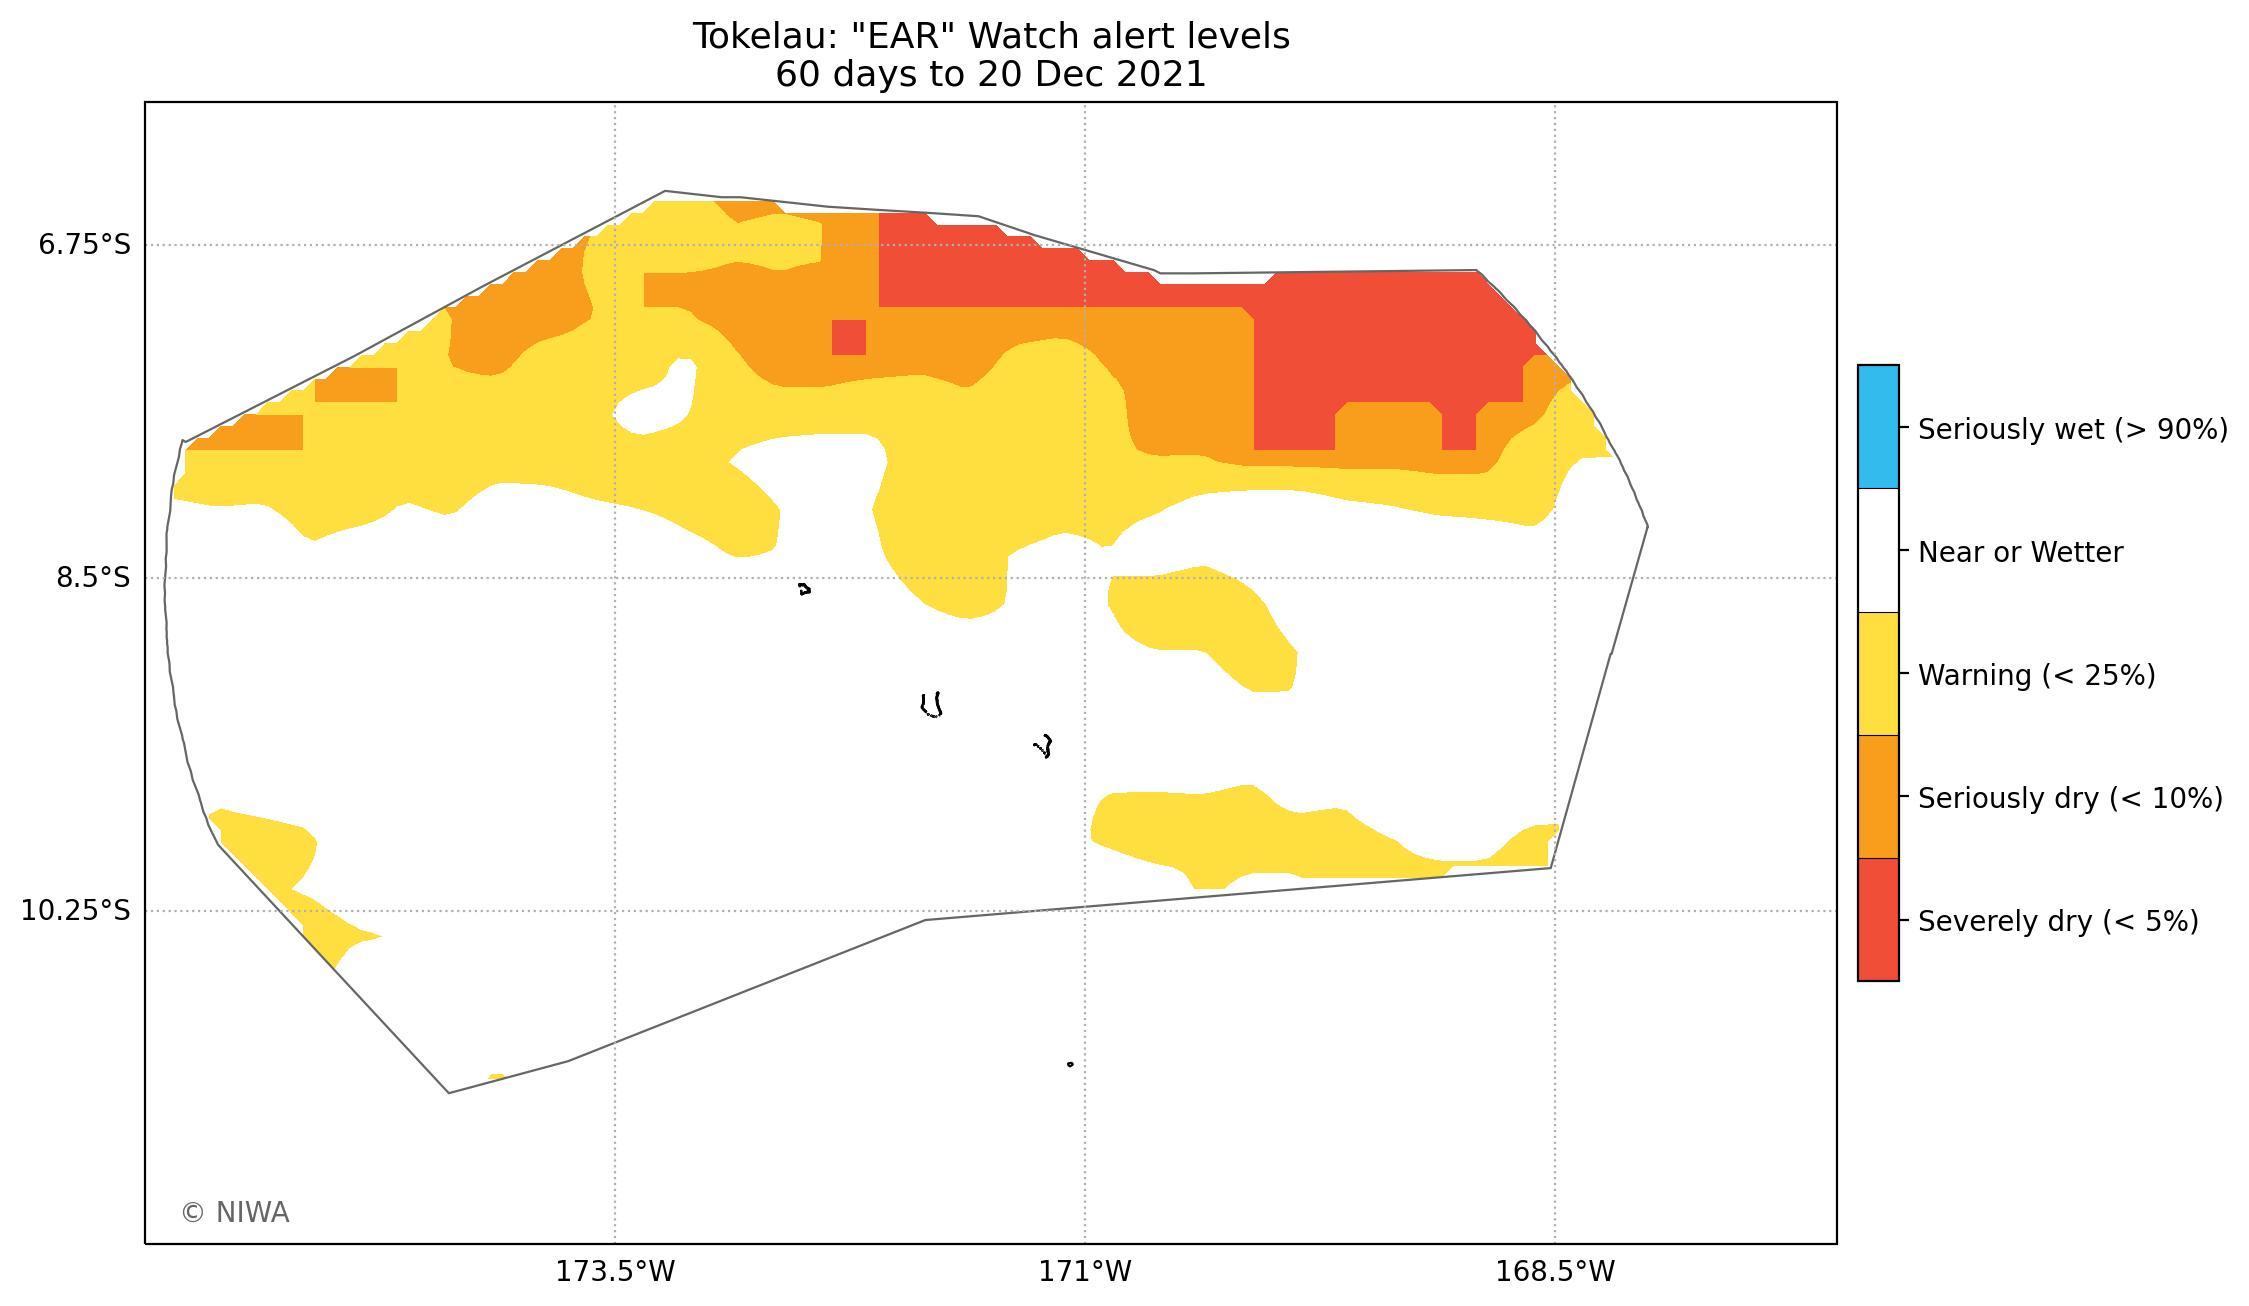 Tokelau: "EAR" Watch alert levels
60 days to 20 Dec 2021
6.75°S
8.5°S
10.25°S
173.5°W
171°W
168.5°W
Seriously wet (> 90%)
Near or Wetter
Warning (< 25%)
Seriously dry (< 10%)
Severely dry (< 5%)
© NIWA